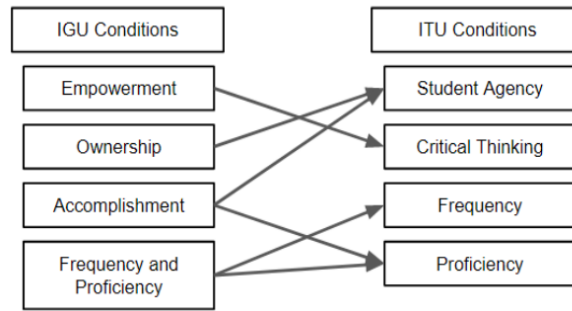 IGU Conditions
ITU Conditions
Empowerment
Student Agency
Ownership
Critical Thinking
Accomplishment
Frequency
Frequency and
Proficiency
Proficiency